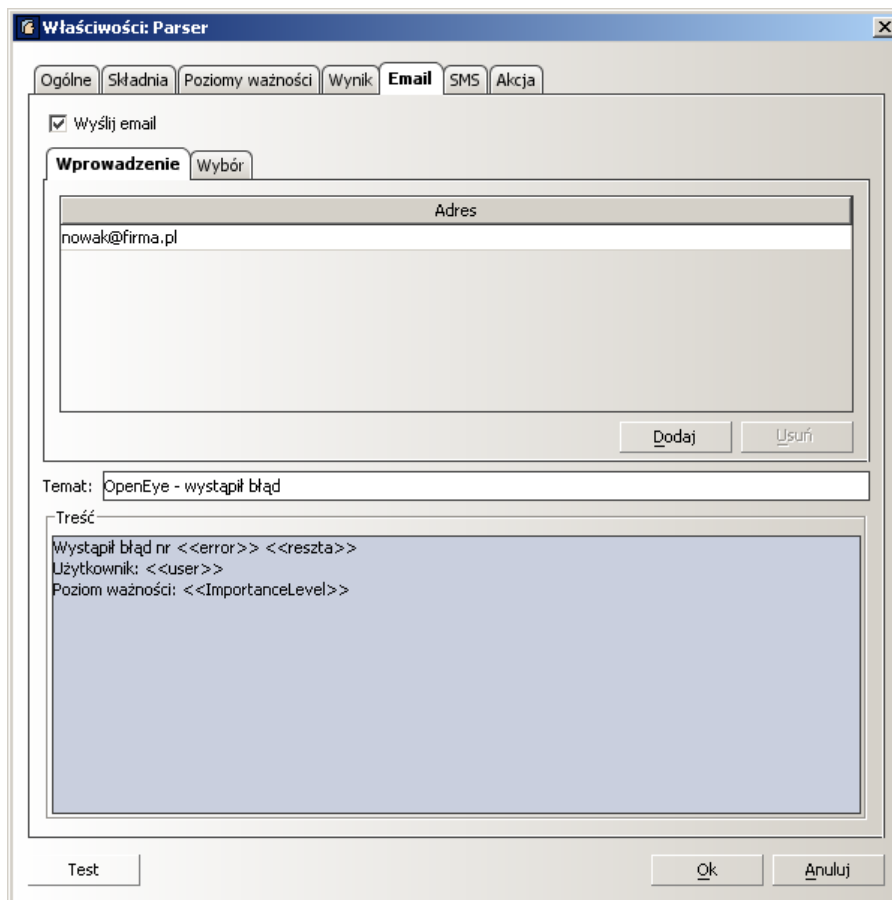 Właściwości: Parser
Ogólne Składnia Poziomy ważności Wynik Email SMS Akcja
Wyślij email
Wprowadzenie Wybór
Adres
nowak@firma.pl
Dodaj Usuń
Temat: OpenEye - wystąpił błąd
Treść
Wystąpił błąd nr <<error>> <<reszta>>
Użytkownik: <<user>>
Poziom ważności: <<ImportanceLevel>>
Test Ok Anuluj